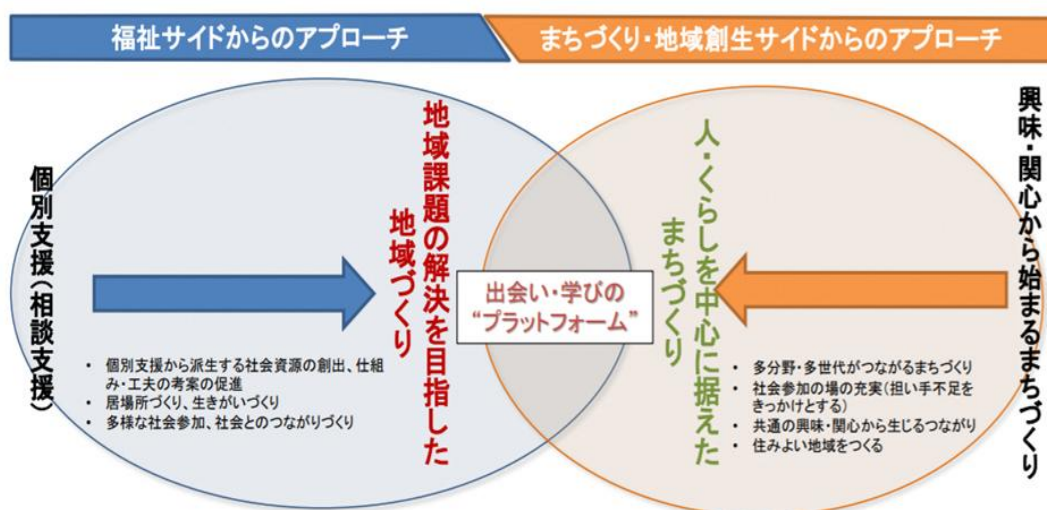 福祉サイドからのアプローチ
まちづくり・地域創生サイドからのアプローチ
個別支援(相談支援)
地域課題の解決を目指した
地域づくり
• 個別支援から派生する社会資源の創出、仕組
み・工夫の考案の促進
• 居場所づくり、生きがいづくり
• 多様な社会参加、社会とのつながりづくり
出会い・学びの
“プラットフォーム”
人・くらしを中心に据えた
まちづくり
• 多分野・多世代がつながるまちづくり
• 社会参加の場の充実(担い手不足を
きっかけとする)
• 共通の興味・関心から生じるつながり
• 住みよい地域をつくる
興味・関心から始まるまちづくり